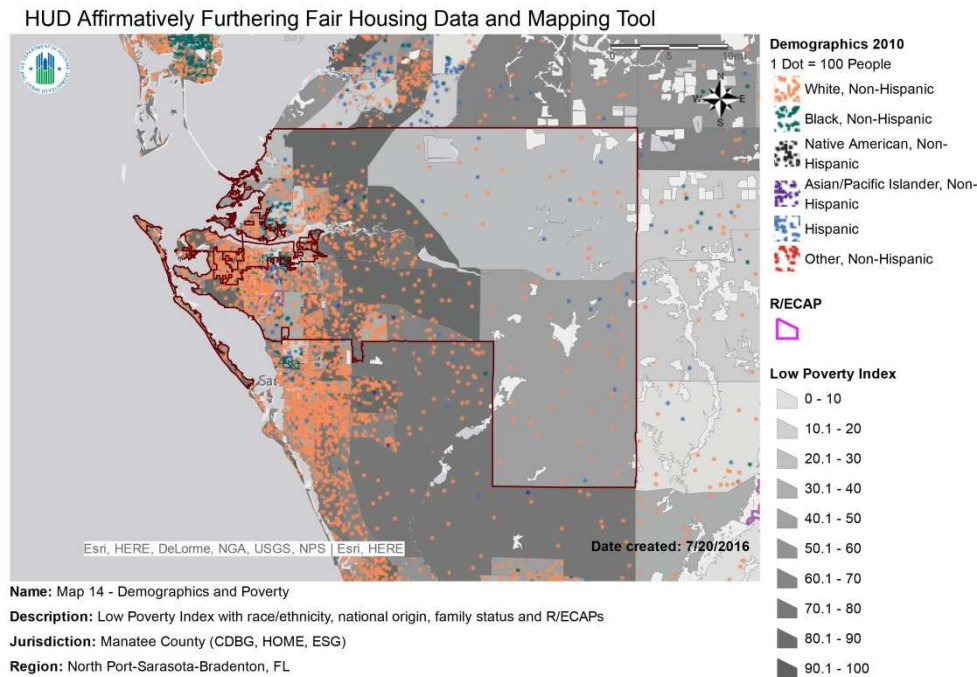 HUD Affirmatively Furthering Fair Housing Data and Mapping Tool
Bay
0 5 10mi
N
W E
S
Sar
Esri, HERE, DeLorme, NGA, USGS, NPS | Esri, HERE
Date created: 7/20/2016
Demographics 2010
1 Dot = 100 People
White, Non-Hispanic
Black, Non-Hispanic
Native American, Non-
Hispanic
Asian/Pacific Islander, Non-
Hispanic
Hispanic
Other, Non-Hispanic
R/ECAP
Low Poverty Index
0 - 10
10.1 - 20
20.1 - 30
30.1 - 40
40.1 - 50
50.1 - 60
60.1 - 70
70.1 - 80
80.1 - 90
90.1 - 100
Name: Map 14 - Demographics and Poverty
Description: Low Poverty Index with race/ethnicity, national origin, family status and R/ECAPs
Jurisdiction: Manatee County (CDBG, HOME, ESG)
Region: North Port-Sarasota-Bradenton, FL